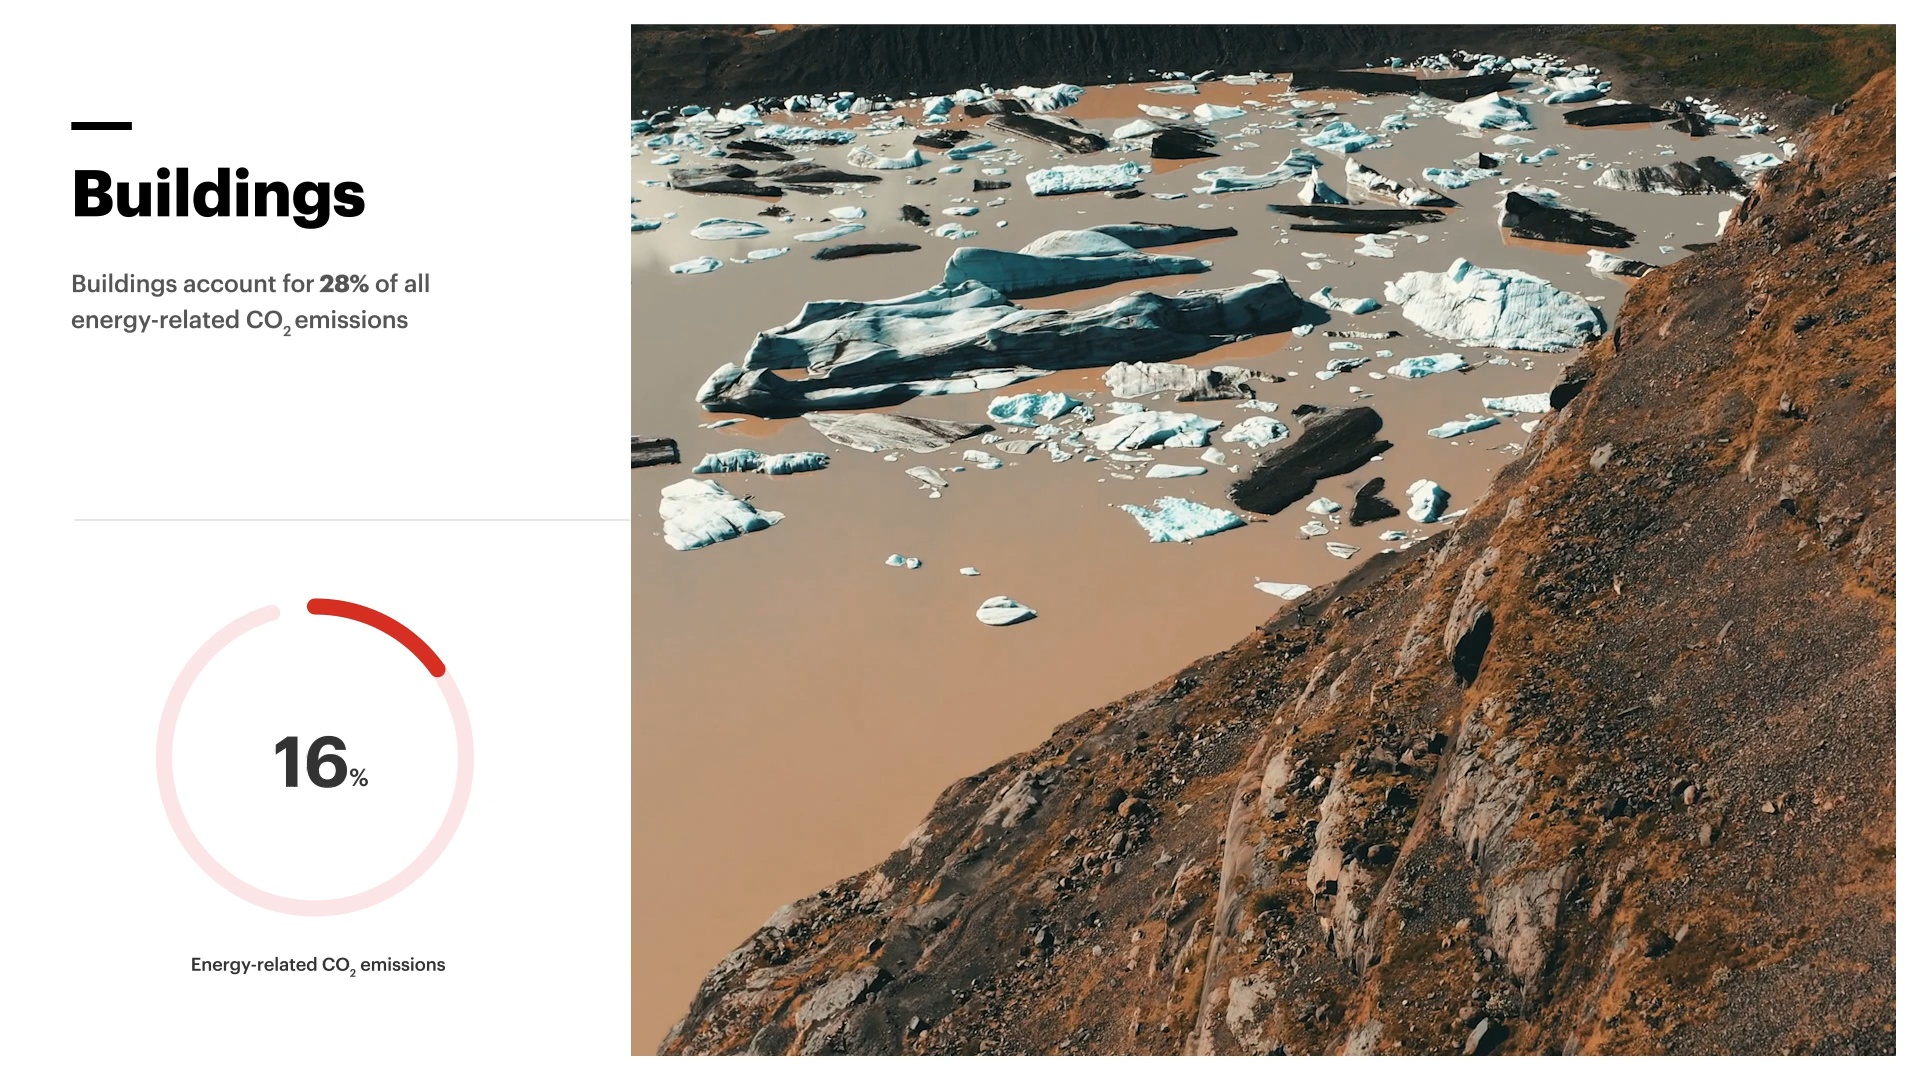 Buildings
Buildings account for 28% of all
energy-related CO₂ emissions
16%
Energy-related CO₂ emissions